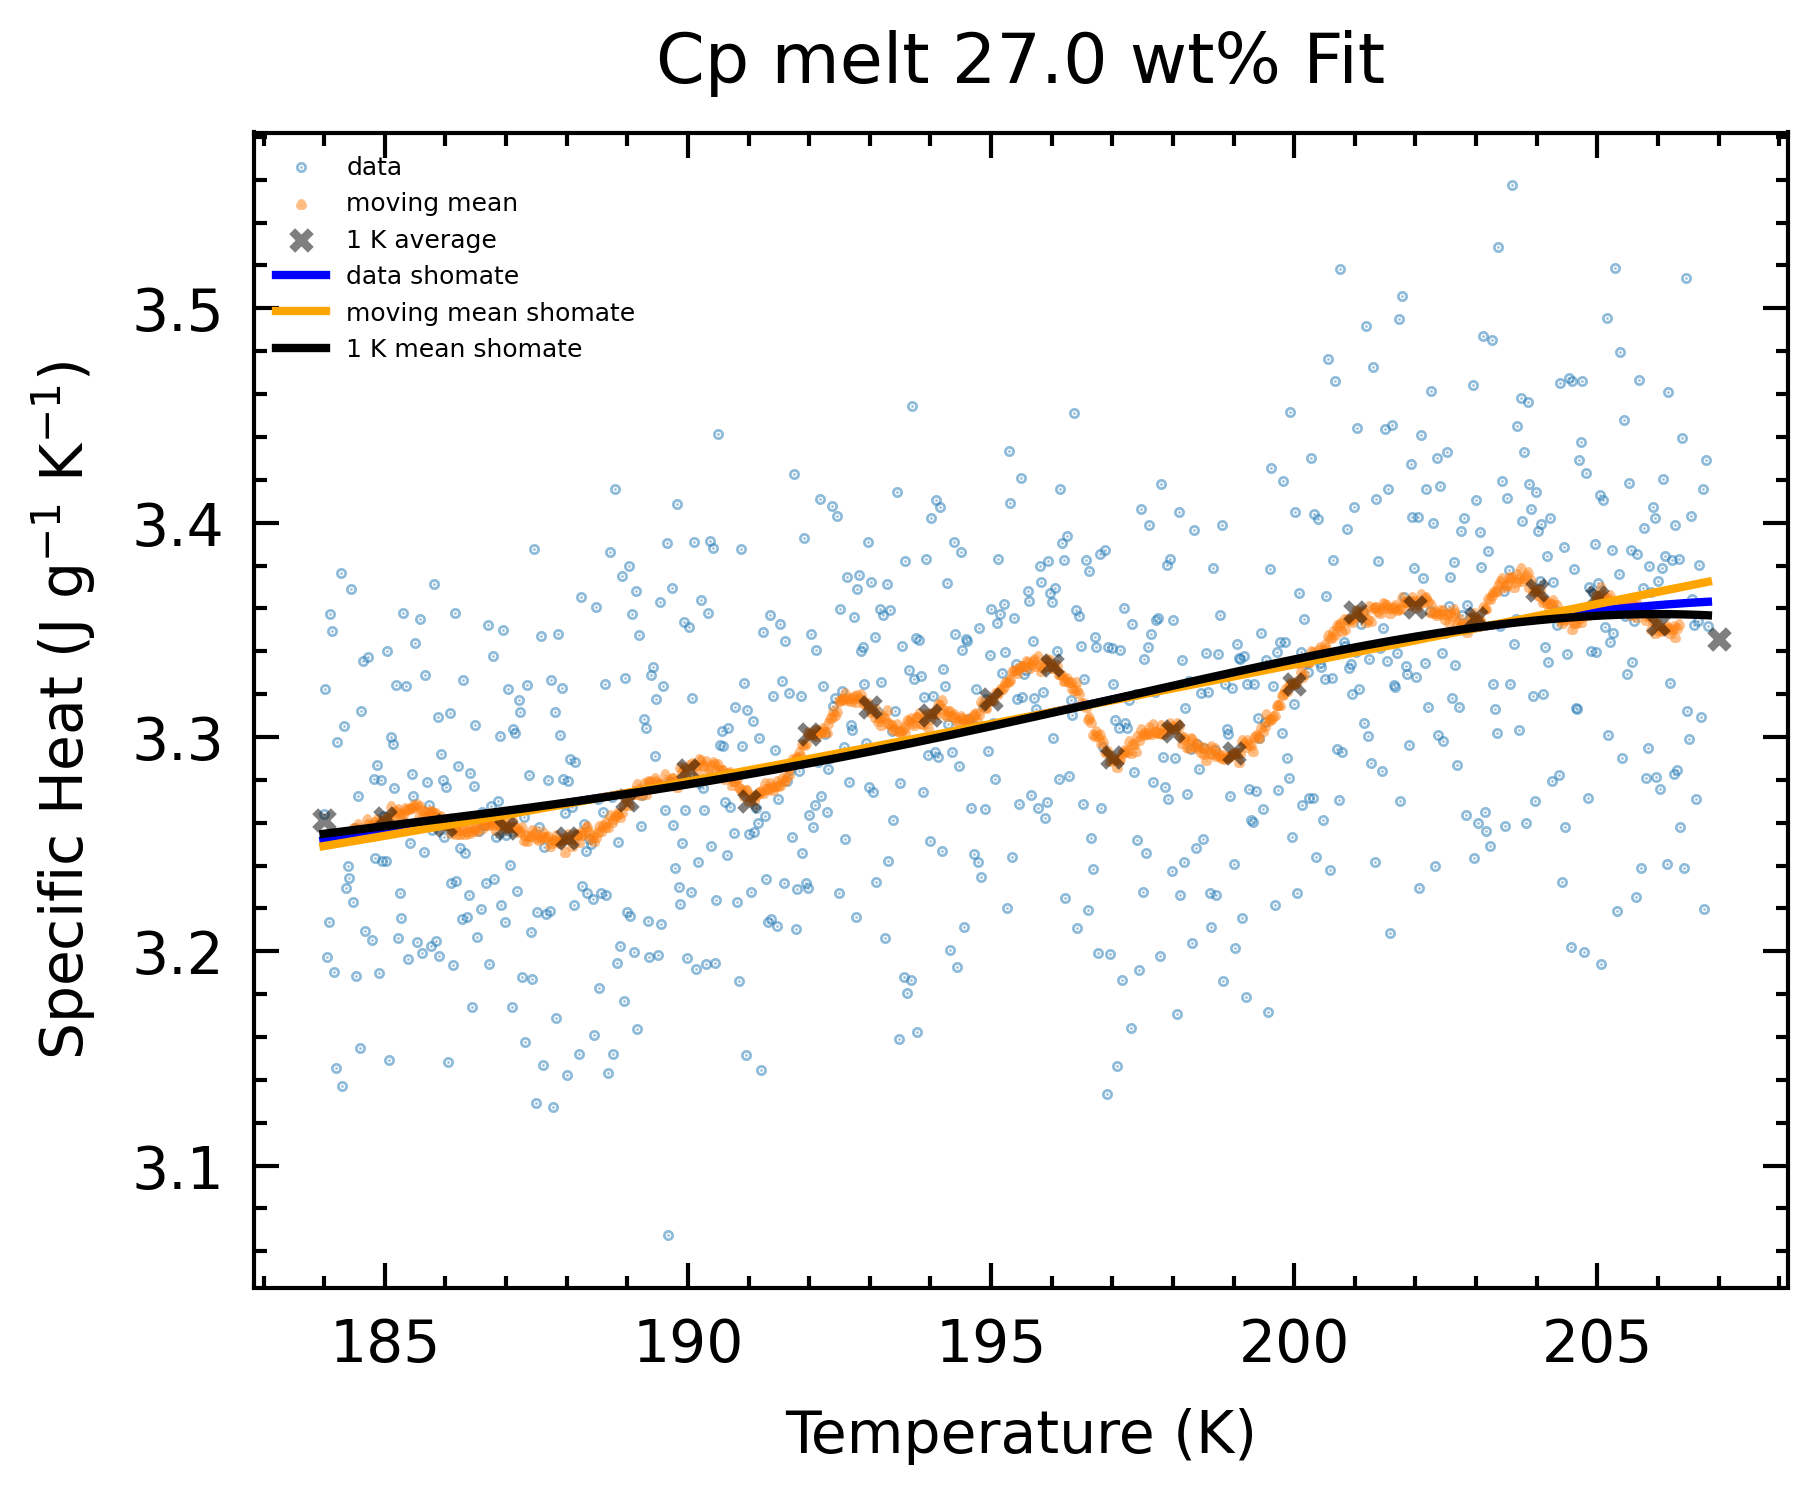 Cp melt 27.0 wt% Fit
data
moving mean
1 K average
data shomate
moving mean shomate
1 K mean shomate
3.5
3.4
3.3
3.2
3.1
Specific Heat (J g⁻¹ K⁻¹)
185 190 195 200 205
Temperature (K)